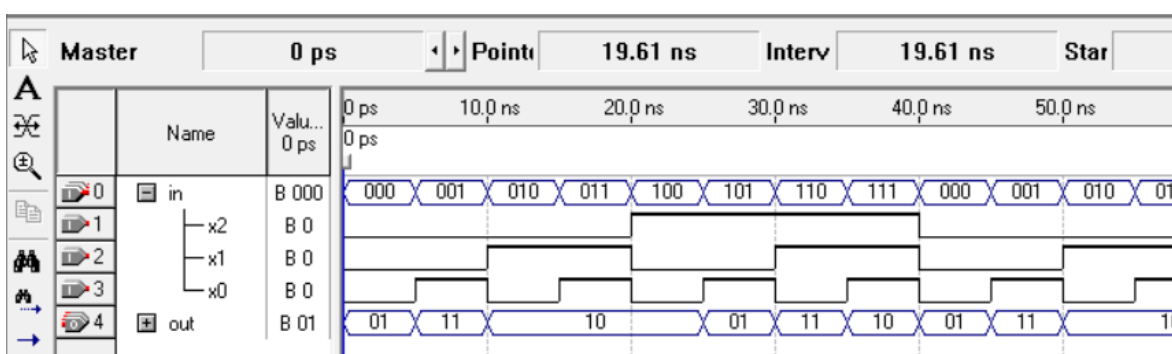 Master 0 ps Point 19.61 ns Interv 19.61 ns Star
A
Name Valu... 0 ps
0 ps 10.0 ns 20.0 ns 30.0 ns 40.0 ns 50.0 ns
0 ps
0 in B 000 000 001 010 011 100 101 110 111 000 001 010
1 x2 B 0
2 x1 B 0
3 x0 B 0
4 out B 01 01 11 10 01 11 10 01 11